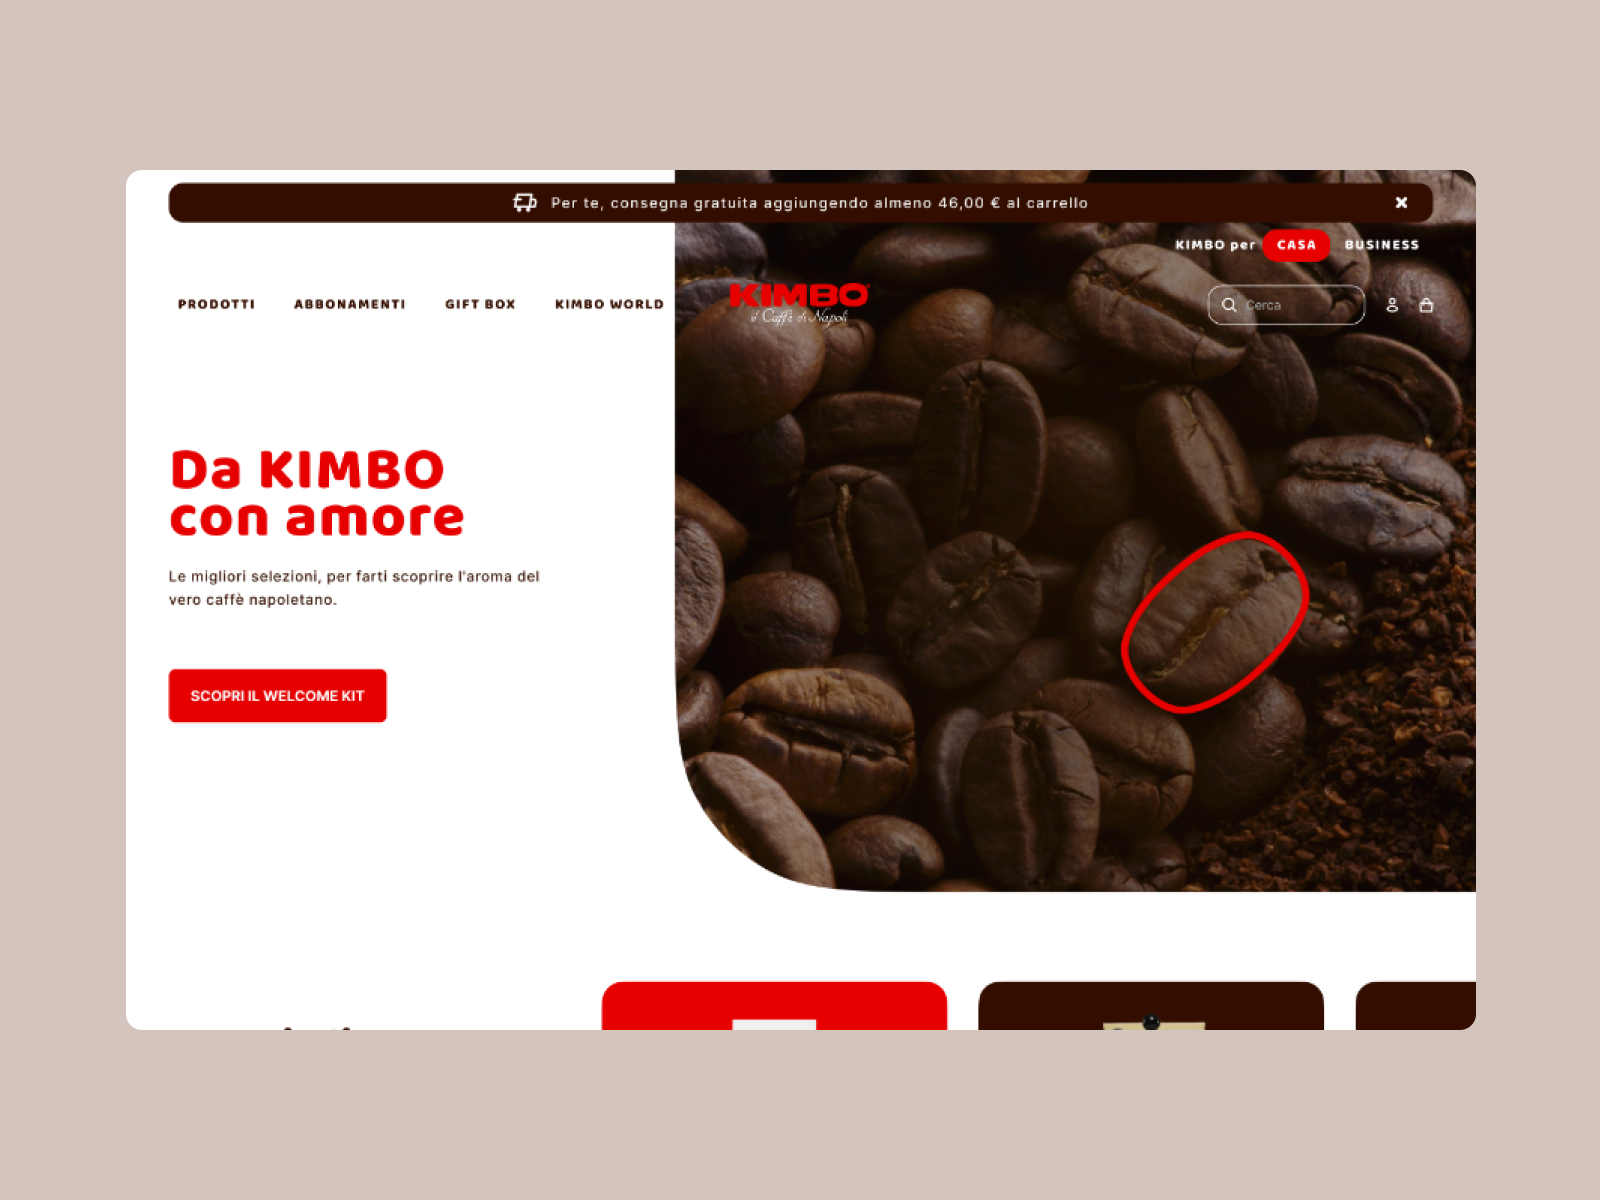 Per te, consegna gratuita aggiungendo almeno 46,00 € al carrello
KIMBO per CASA BUSINESS
PRODOTTI ABBONAMENTI GIFT BOX KIMBO WORLD
KIMBO
il Caffè di Napoli
Cerca
Da KIMBO
con amore
Le migliori selezioni, per farti scoprire l'aroma del
vero caffè napoletano.
SCOPRI IL WELCOME KIT